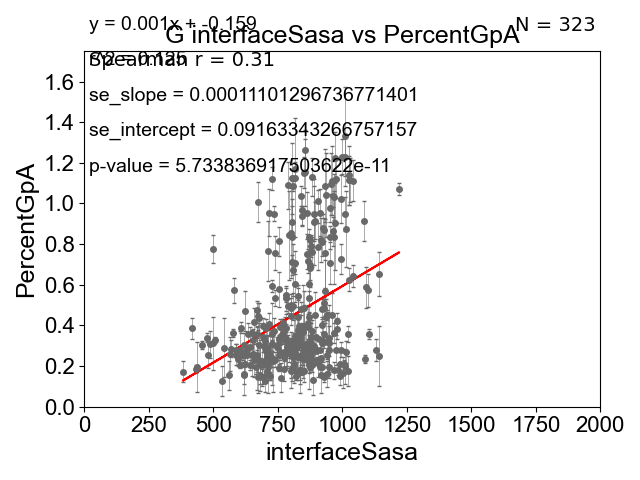 y = 0.001x + -0.159
N = 323
G interfaceSasa vs PercentGpA
Spearman r = 0.31
se_slope = 0.00011101296736771401
se_intercept = 0.09163343266757157
p-value = 5.733836917503622e-11
PercentGpA
1.6
1.4
1.2
1.0
0.8
0.6
0.4
0.2
0.0
0 250 500 750 1000 1250 1500 1750 2000
interfaceSasa